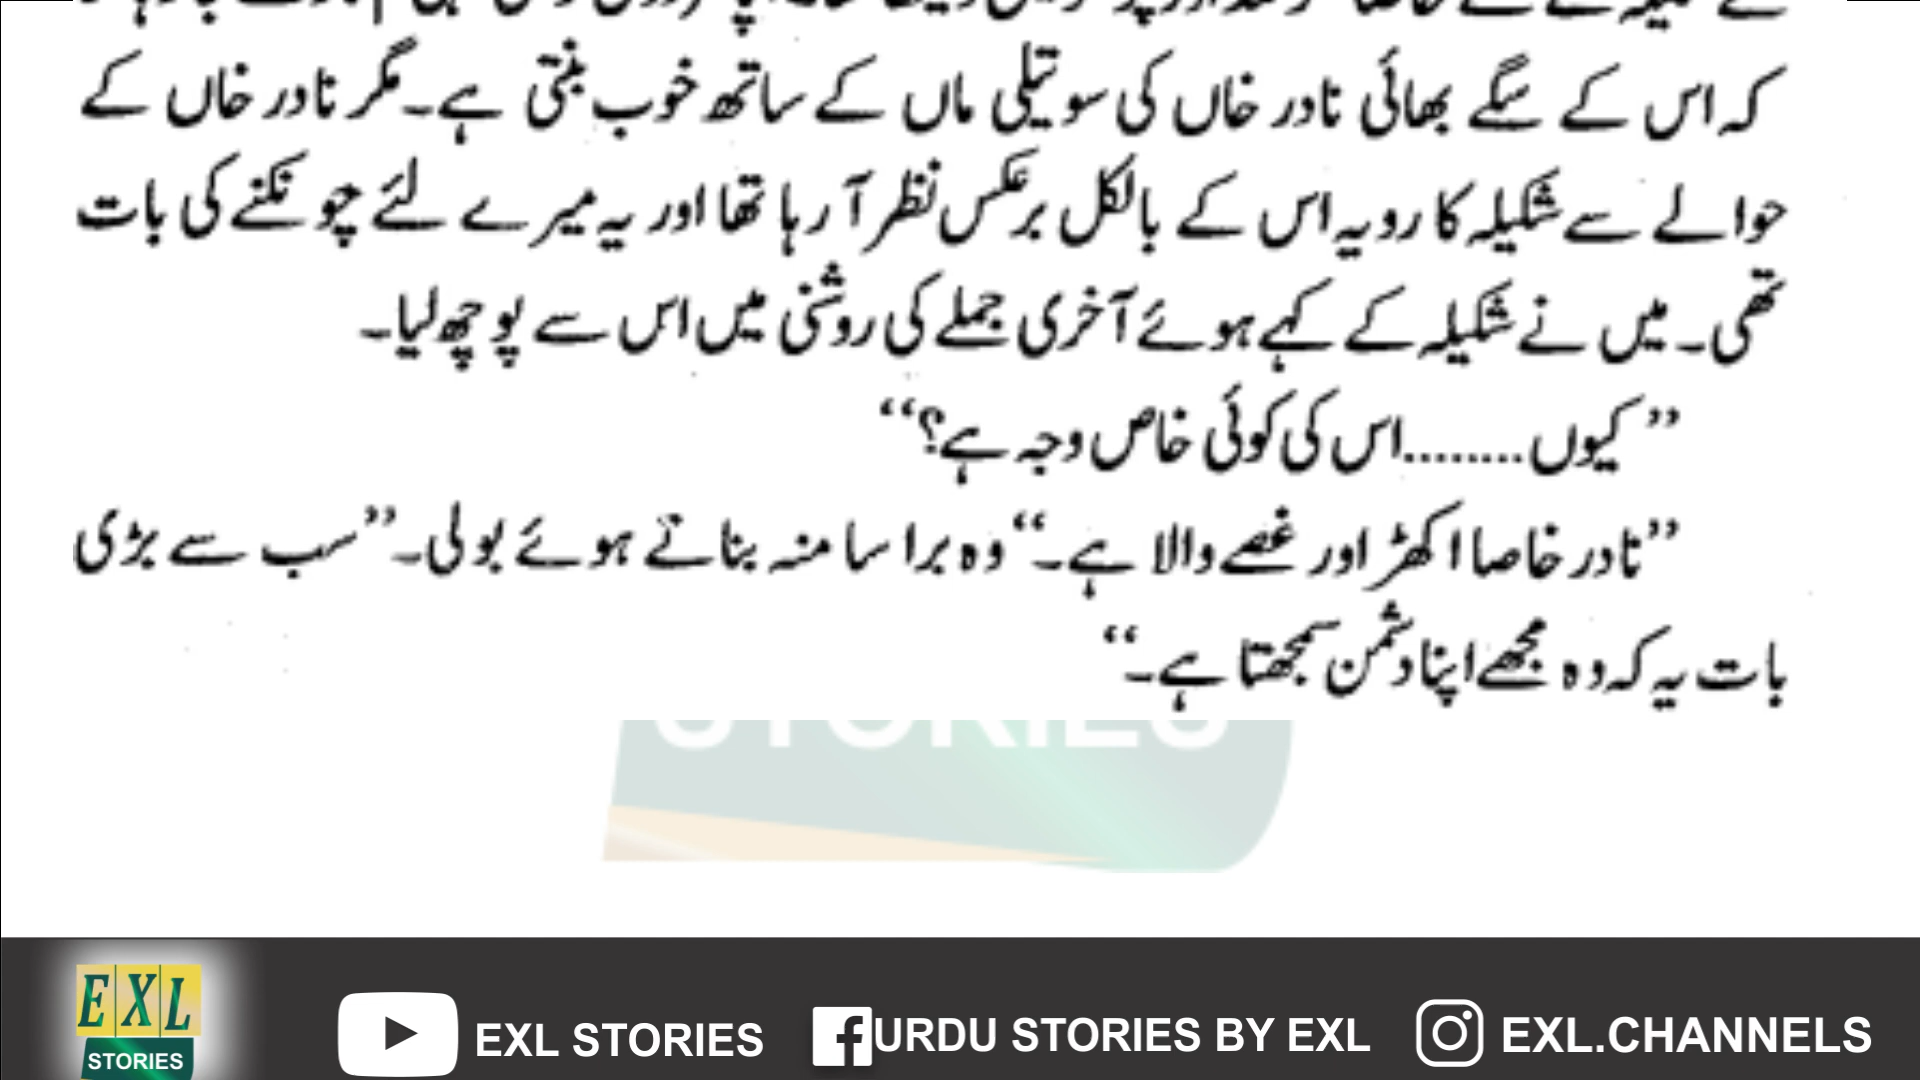 کہ اس کے سگے بھائی نادر خاں کی سوتیلی ماں کے ساتھ خوب بنتی ہے۔ مگر نادر خاں کے
حوالے سے شکیلہ کا رویہ اس کے بالکل برعکس نظر آ رہا تھا اور یہ میرے لئے چونکنے کی بات
تھی۔ میں نے شکیلہ کے کہے ہوئے آخری جملے کی روشنی میں اس سے پوچھ لیا۔
”کیوں........اس کی کوئی خاص وجہ ہے؟“
”نادر خاصا اکھڑ اور غصے والا ہے۔“ وہ برا سا منہ بناتے ہوئے بولی۔ ”سب سے بڑی
بات یہ کہ وہ مجھے اپنا دشمن سمجھتا ہے۔“
STORIES
EXL
STORIES
EXL STORIES
URDU STORIES BY EXL
EXL.CHANNELS